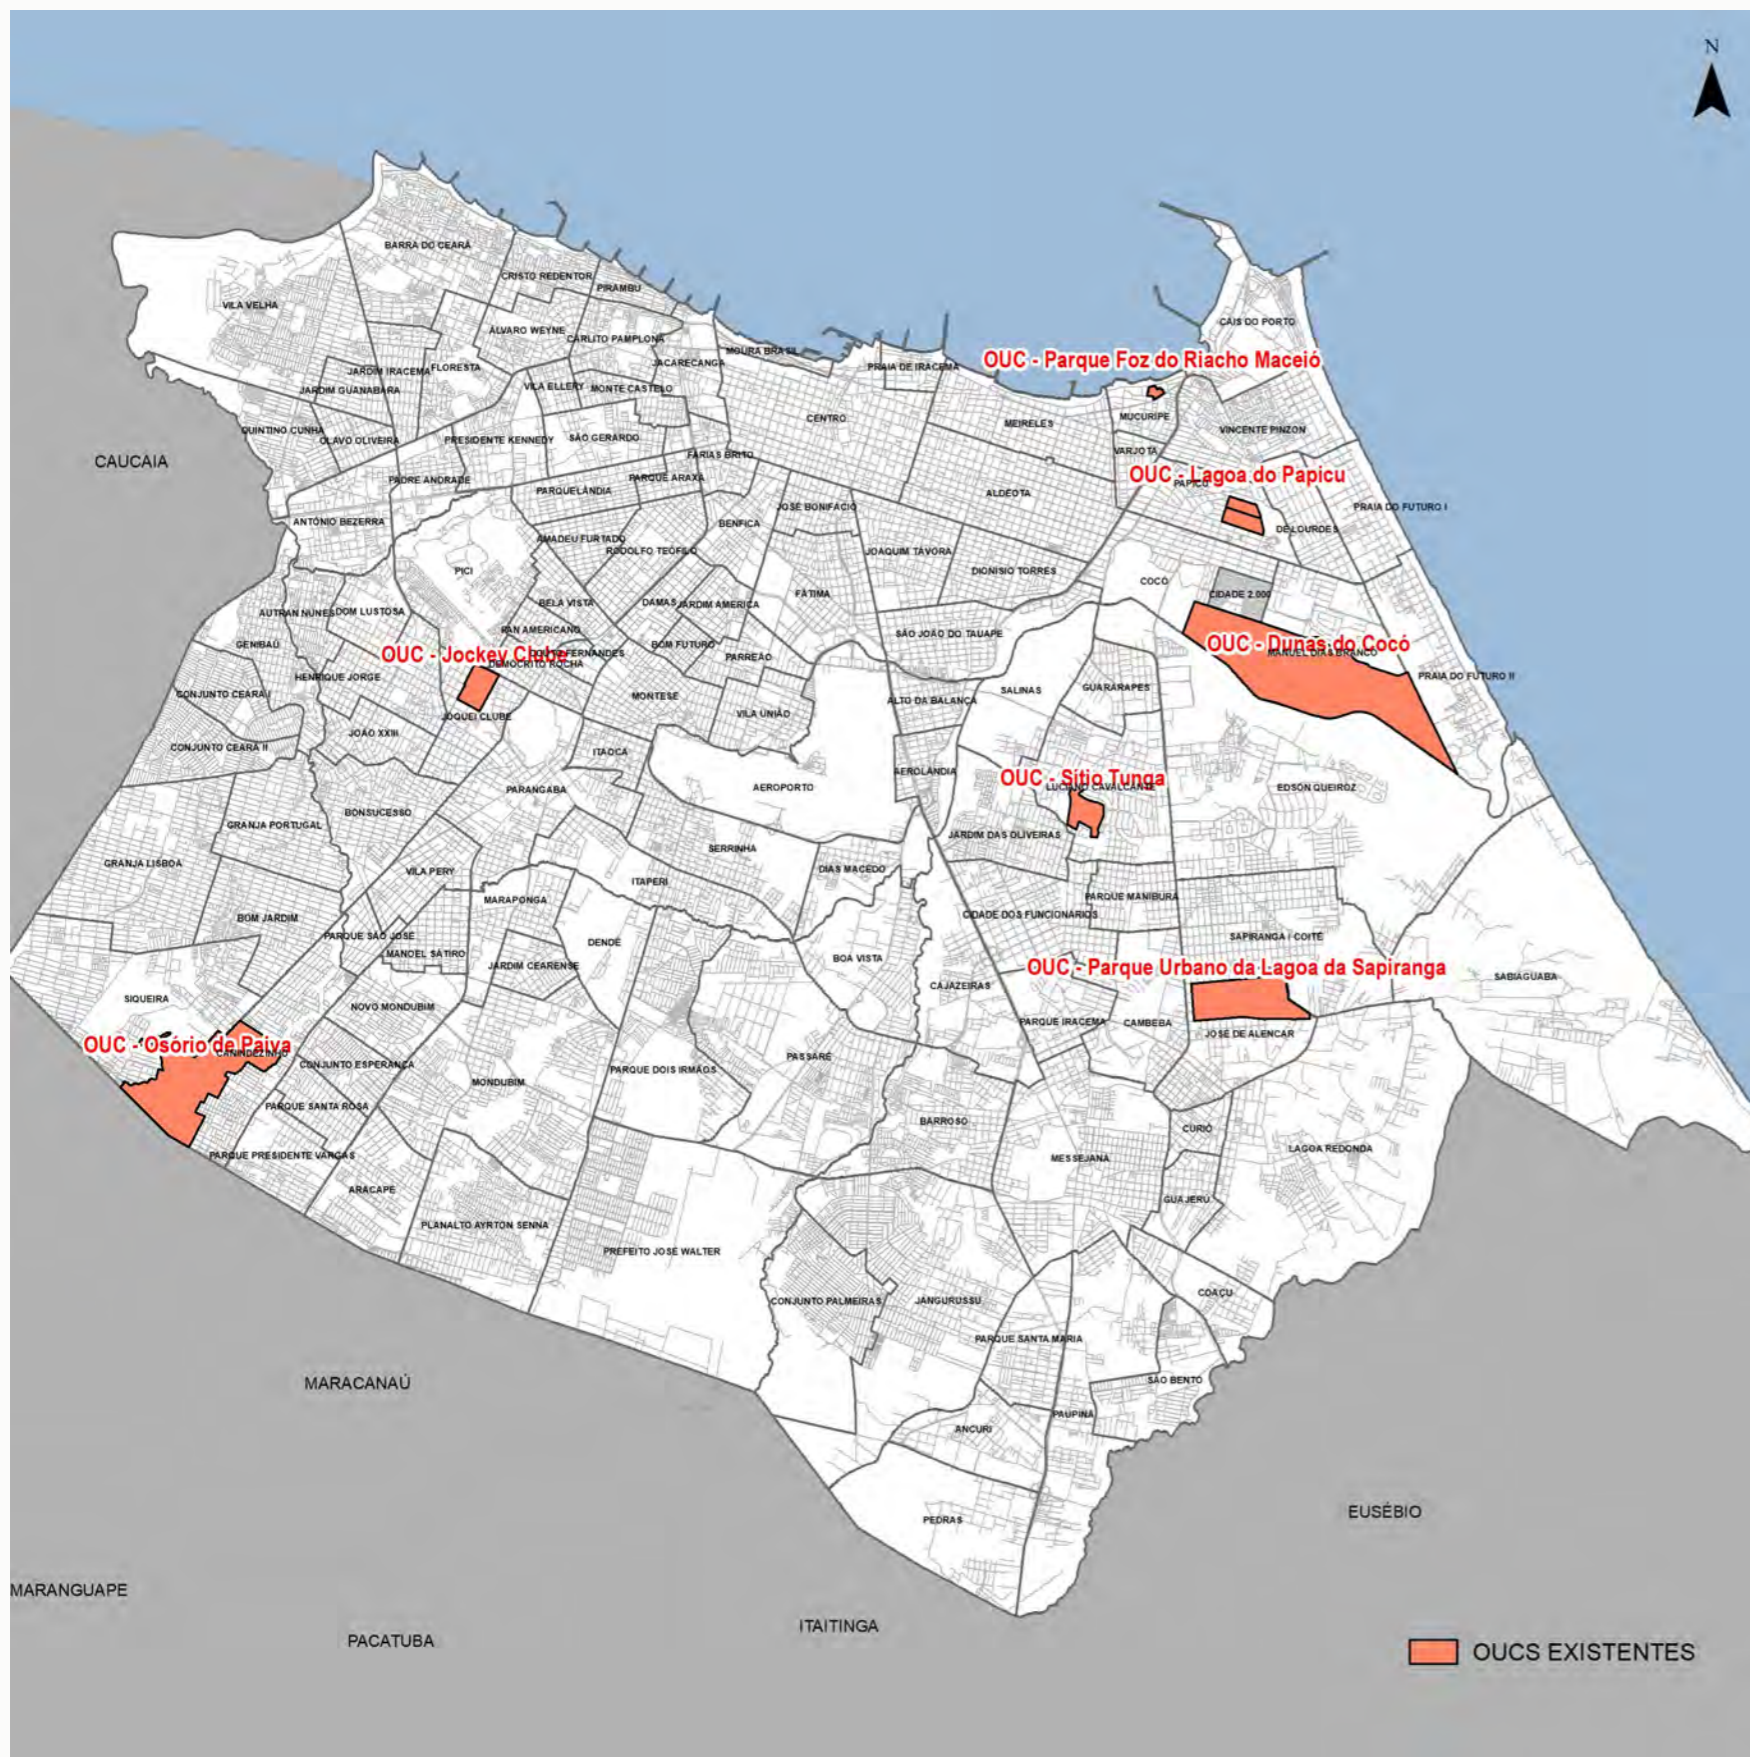 N
BARRA DO CEARÁ
CRISTO REDENTOR
PIRAMBU
VILA VELHA
CAIS DO PORTO
ÁLVARO WEYNE
CARLITO PAMPLONA
JACARECANGA
MOURA BRASIL
PRAIA DE IRACEMA
OUC - Parque Foz do Riacho Maceió
JARDIM IRACEMA
FLORESTA
JARDIM GUANABARA
VILA ELLERY
MONTE CASTELO
CENTRO
MEIRELES
MUCURIPE
VINCENTE PINZON
QUINTINO CUNHA
OLAVO OLIVEIRA
PRESIDENTE KENNEDY
SÃO GERARDO
FARIAS BRITO
VARJOTA
CAUCAIA
OUC - Lagoa do Papicu
PAPICU
PADRE ANDRADE
PARQUELÂNDIA
PARQUE ARAXÁ
ALDEOTA
JOSÉ BONIFÁCIO
PRAIA DO FUTURO I
ANTÔNIO BEZERRA
BENFICA
DE LOURDES
AMADEU FURTADO
RODOLFO TEÓFILO
JOAQUIM TÁVORA
PICI
DIONÍSIO TORRES
COCÓ
CIDADE 2.000
FÁTIMA
AUTRAN NUNES
DOM LUSTOSA
BELA VISTA
DAMAS
JARDIM AMÉRICA
PAN AMERICANO
SÃO JOÃO DO TAUAPE
GENIBAÚ
BOM FUTURO
OUC - Dunas do Cocó
MANUEL DIAS BRANCO
OUC - Jockey Clube
COUTO FERNANDES
DEMÓCRITO ROCHA
PARREÃO
HENRIQUE JORGE
PRAIA DO FUTURO II
CONJUNTO CEARÁ I
MONTESE
SALINAS
GUARARAPES
ALTO DA BALANÇA
JÓQUEI CLUBE
VILA UNIÃO
JOÃO XXIII
CONJUNTO CEARÁ II
ITAOCA
AEROLÂNDIA
OUC - Sítio Tunga
LUCIANO CAVALCANTE
PARANGABA
AEROPORTO
EDSON QUEIROZ
BONSUCESSO
GRANJA PORTUGAL
JARDIM DAS OLIVEIRAS
SERRINHA
GRANJA LISBOA
VILA PERY
DIAS MACEDO
ITAPERI
MARAPONGA
PARQUE MANIBURA
BOM JARDIM
CIDADE DOS FUNCIONÁRIOS
PARQUE SÃO JOSÉ
DENDÊ
SAPIRANGA / COITÉ
MANOEL SÁTIRO
BOA VISTA
JARDIM CEARENSE
OUC - Parque Urbano da Lagoa da Sapiranga
SABIAGUABA
CAJAZEIRAS
SIQUEIRA
NOVO MONDUBIM
PARQUE IRACEMA
CAMBEBA
JOSÉ DE ALENCAR
OUC - Osório de Paiva
CANINDEZINHO
PASSARÉ
CONJUNTO ESPERANÇA
PARQUE DOIS IRMÃOS
MONDUBIM
PARQUE SANTA ROSA
BARROSO
CURIÓ
LAGOA REDONDA
PARQUE PRESIDENTE VARGAS
MESSEJANA
ARACAPÉ
GUAJERÚ
PLANALTO AYRTON SENNA
PREFEITO JOSÉ WALTER
COAÇU
CONJUNTO PALMEIRAS
JANGURUSSU
PARQUE SANTA MARIA
MARACANAÚ
SÃO BENTO
PAUPINA
ANCURI
EUSÉBIO
PEDRAS
MARANGUAPE
ITAITINGA
PACATUBA
OUCS EXISTENTES